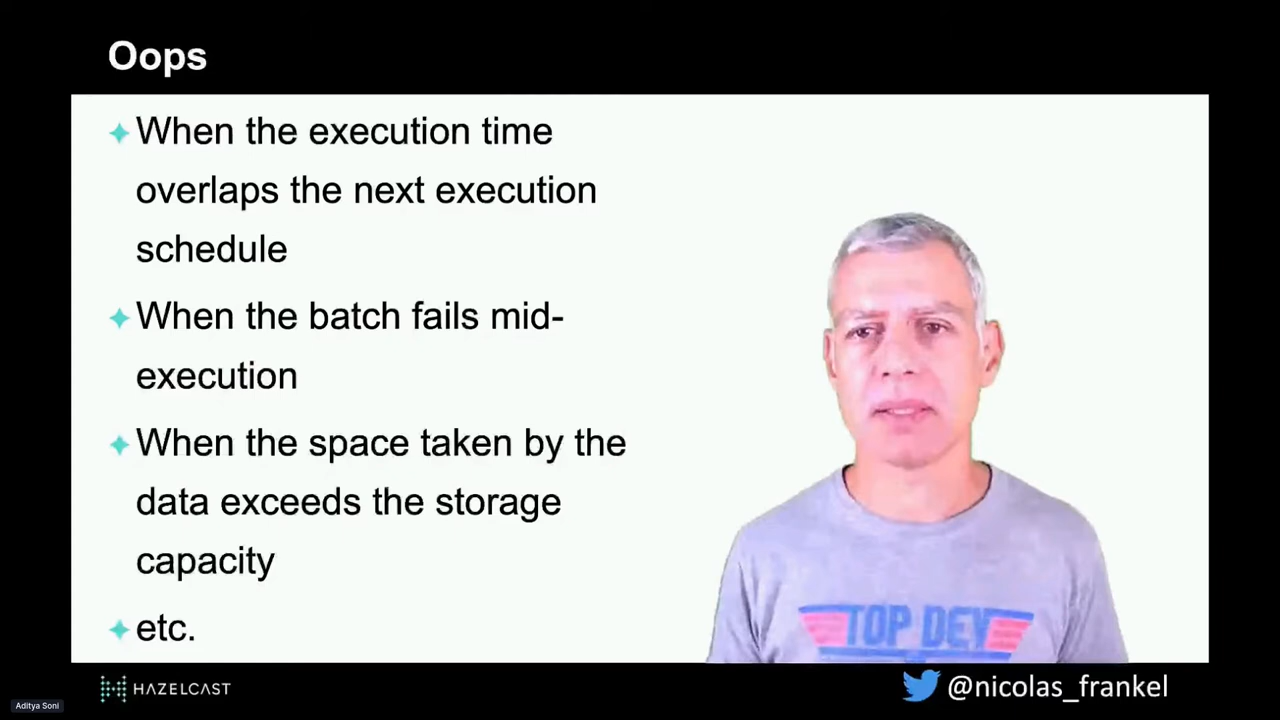 Oops
When the execution time
overlaps the next execution
schedule
When the batch fails mid-
execution
When the space taken by the
data exceeds the storage
capacity
etc.
TOP DEV
HAZELCAST
@nicolas_frankel
Aditya Soni